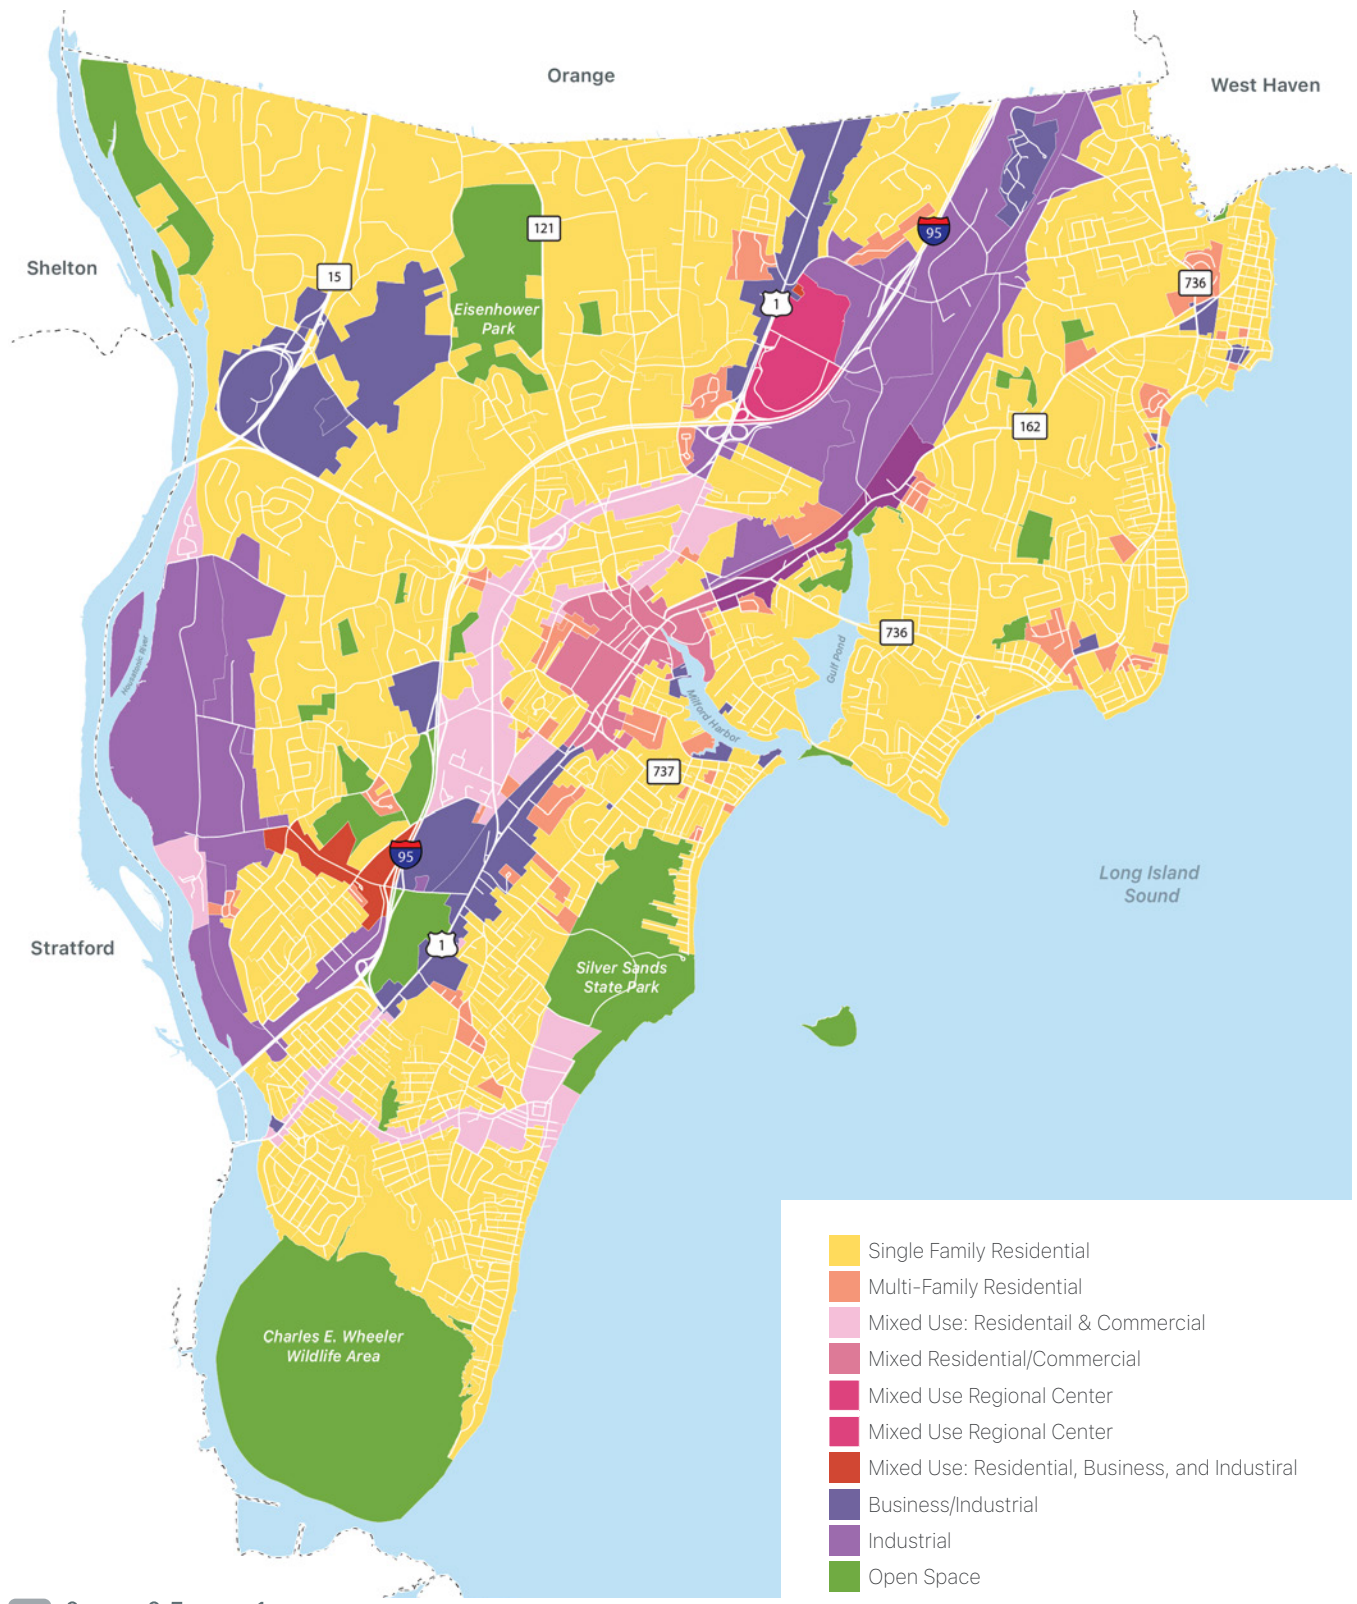 Orange
West Haven
121
95
Shelton
15
736
1
Eisenhower
Park
162
Housatonic River
736
Gulf Pond
Milford Harbor
737
95
Long Island
Sound
Stratford
1
Silver Sands
State Park
Single Family Residential
Multi-Family Residential
Mixed Use: Residentail & Commercial
Charles E. Wheeler
Wildlife Area
Mixed Residential/Commercial
Mixed Use Regional Center
Mixed Use Regional Center
Mixed Use: Residential, Business, and Industiral
Business/Industrial
Industrial
Open Space